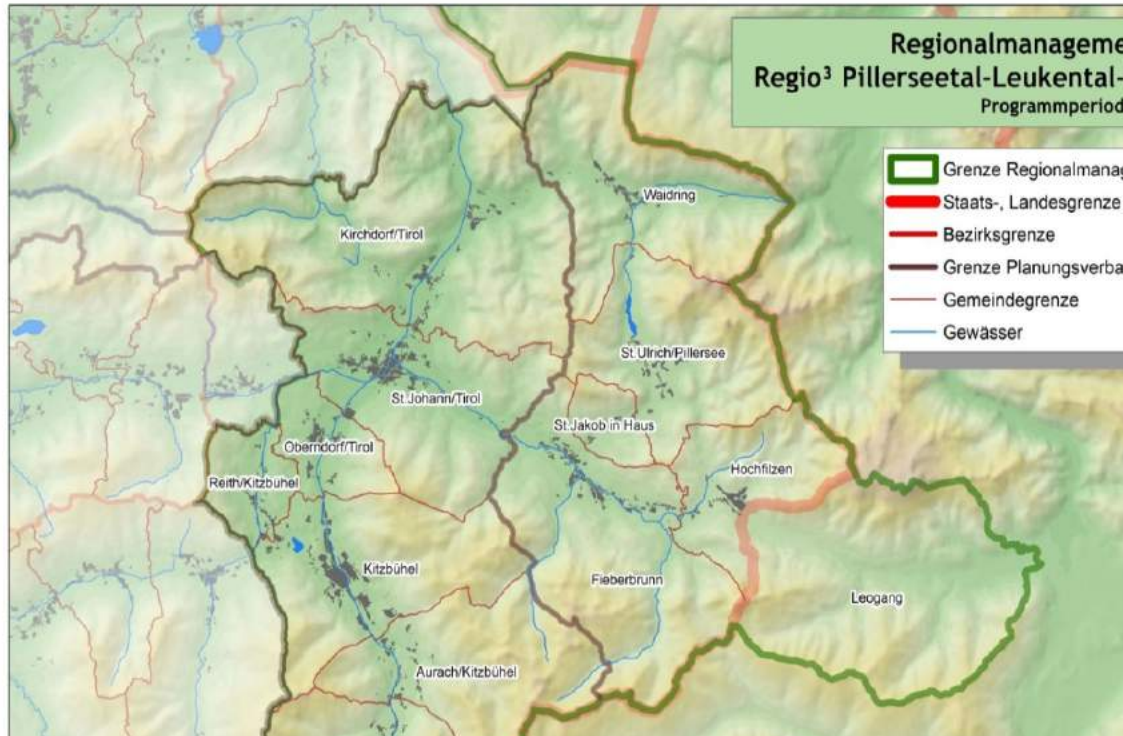 Regionalmanageme
Regio³ Pillerseetal-Leukental-
Programmperiod
Grenze Regionalmanag
Staats-, Landesgrenze
Bezirksgrenze
Grenze Planungsverba
Gemeindegrenze
Gewässer
Waidring
Kirchdorf/Tirol
St.Ulrich/Pillersee
St.Johann/Tirol
St.Jakob in Haus
Oberndorf/Tirol
Hochfilzen
Reith/Kitzbühel
Kitzbühel
Fieberbrunn
Leogang
Aurach/Kitzbühel